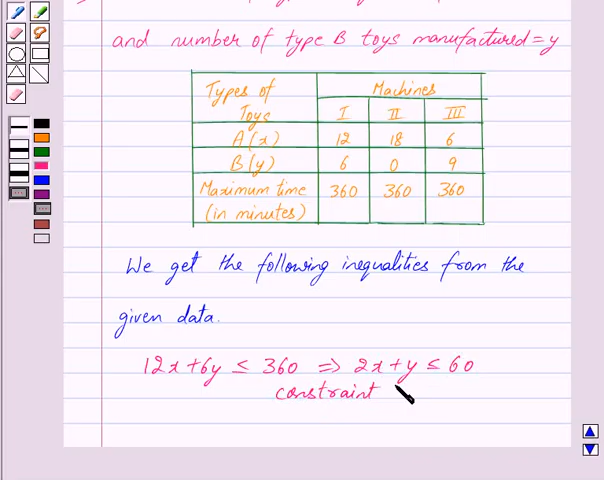 and number of type B toys manufactured = y
Types of Toys Machines
I II III
A(x) 12 18 6
B(y) 6 0 9
Maximum time (in minutes) 360 360 360
We get the following inequalities from the
given data.
12x+6y ≤ 360 ⇒ 2x+y ≤ 60
constraint